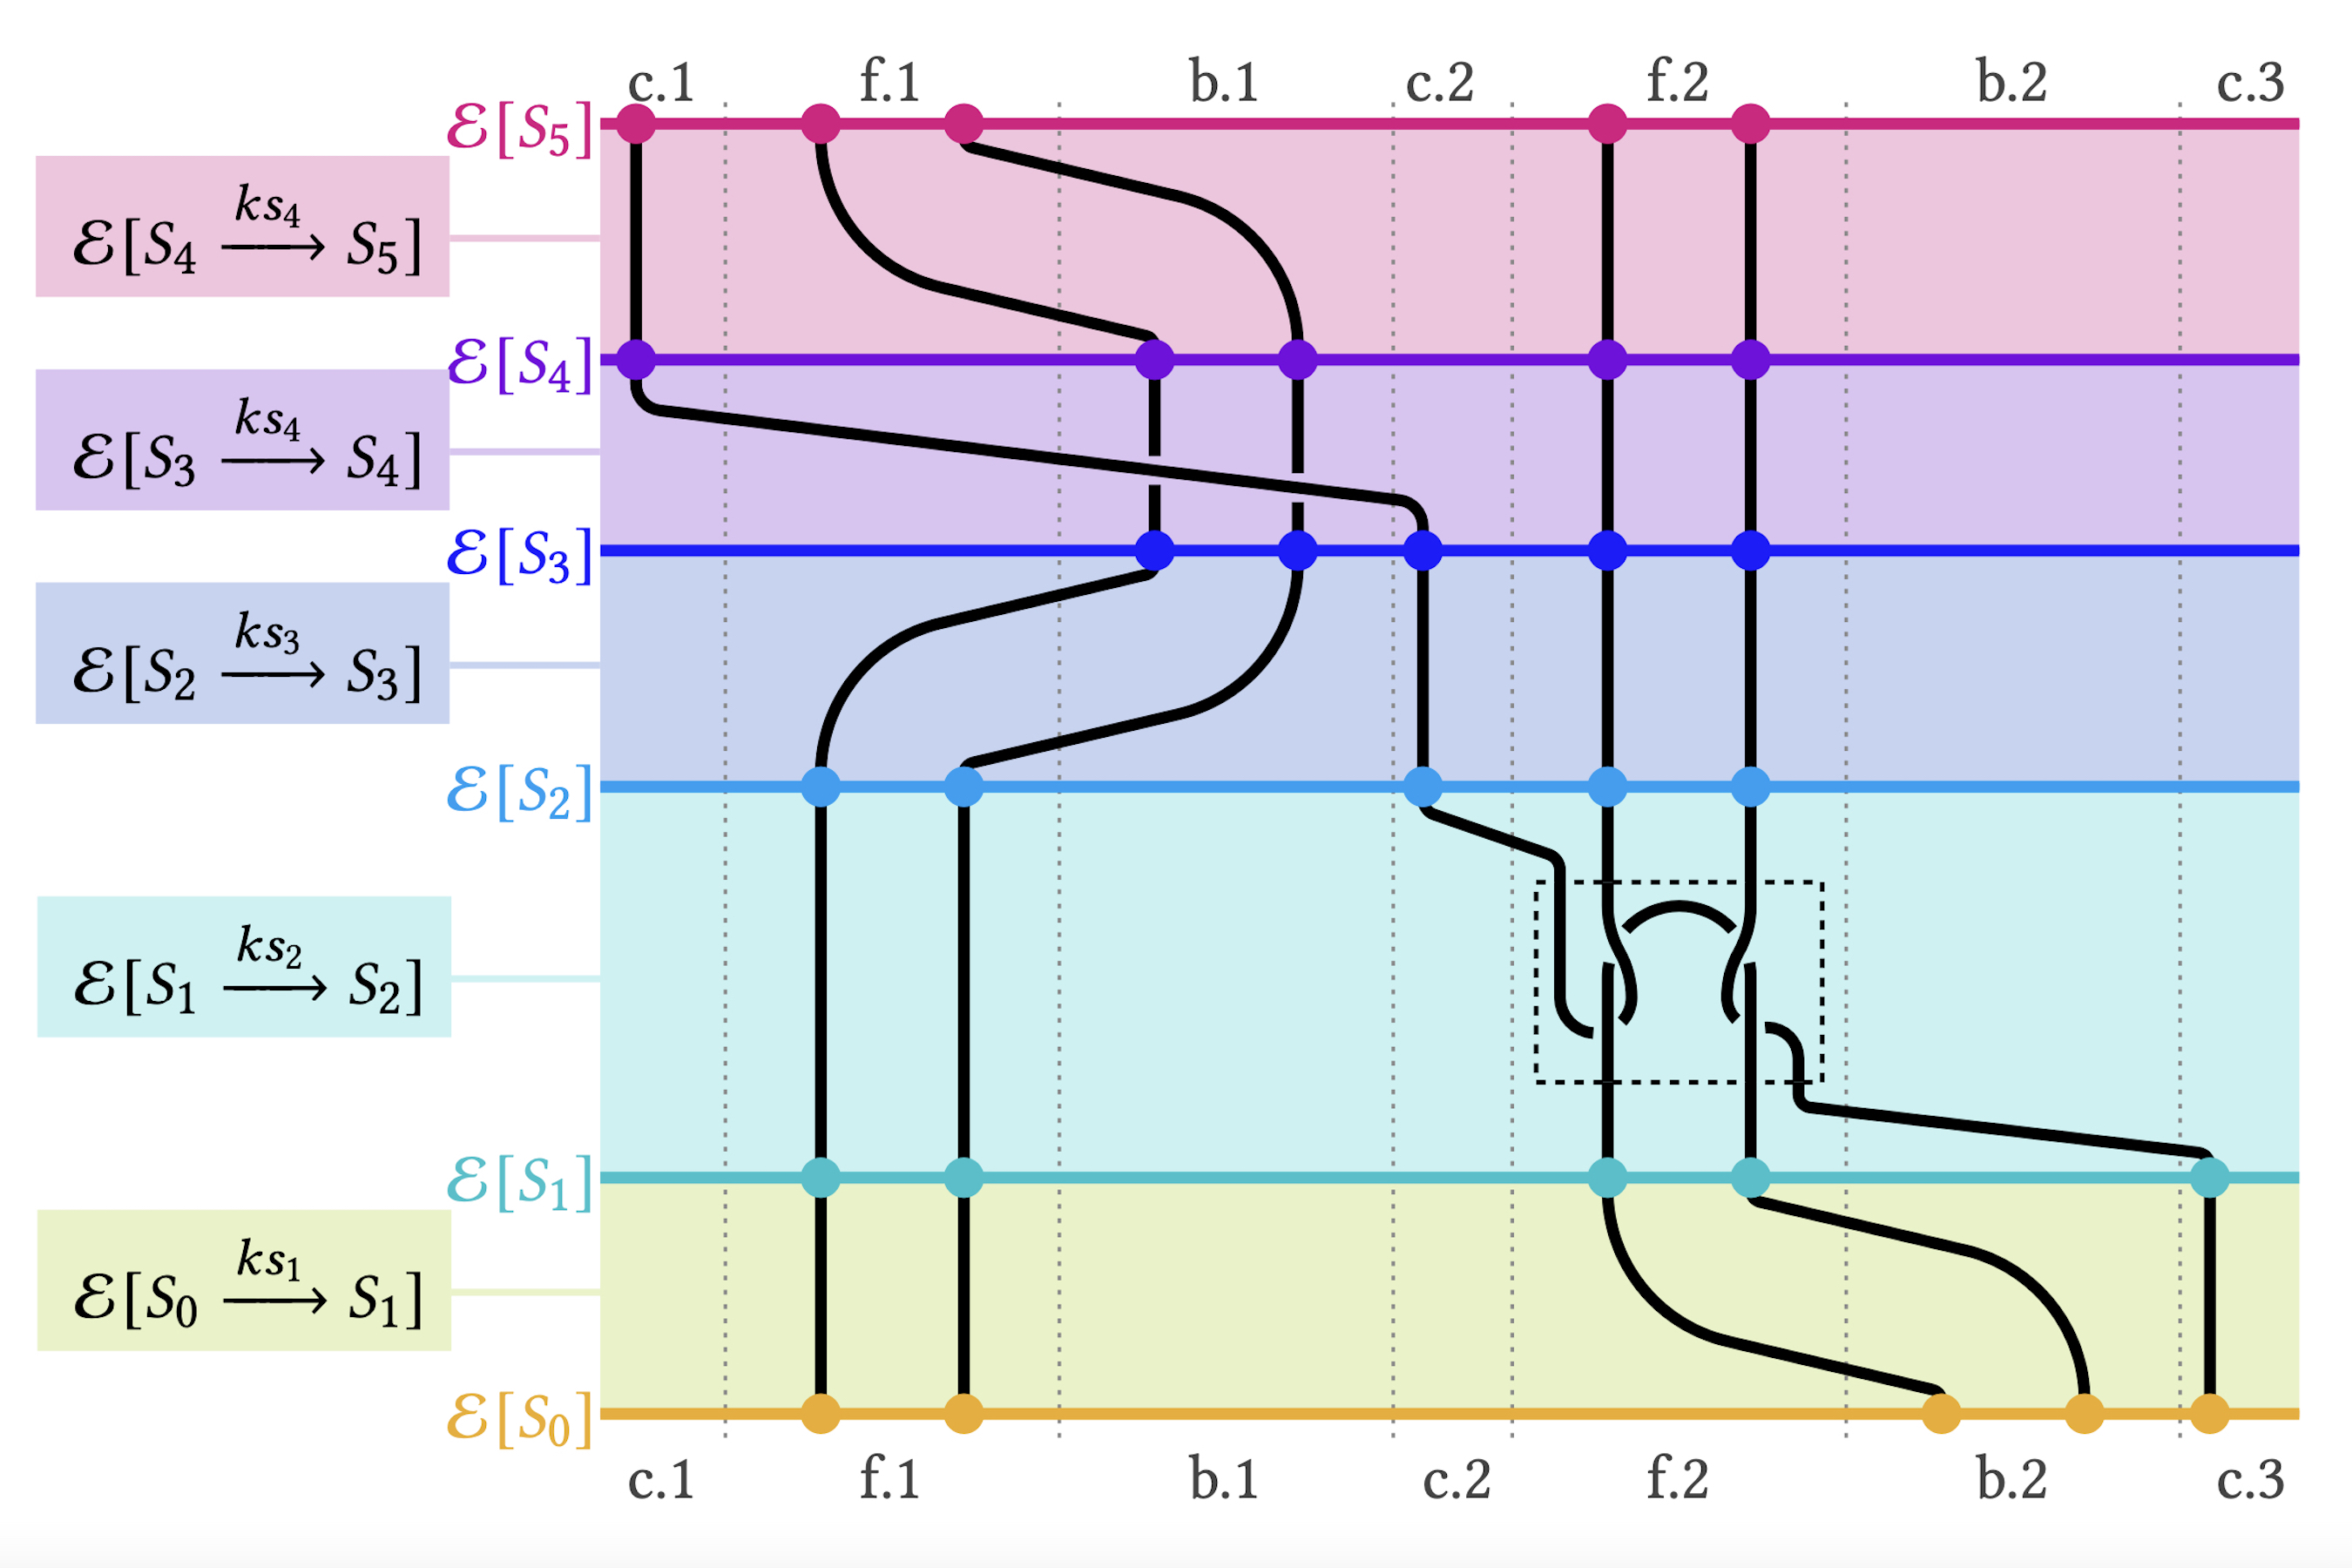 c.1 f.1 b.1 c.2 f.2 b.2 c.3
ℰ[S₅]
ks₄
ℰ[S₄ ⟶ S₅]
ℰ[S₄]
ks₄
ℰ[S₃ ⟶ S₄]
ℰ[S₃]
ks₃
ℰ[S₂ ⟶ S₃]
ℰ[S₂]
ks₂
ℰ[S₁ ⟶ S₂]
ℰ[S₁]
ks₁
ℰ[S₀ ⟶ S₁]
ℰ[S₀]
c.1 f.1 b.1 c.2 f.2 b.2 c.3